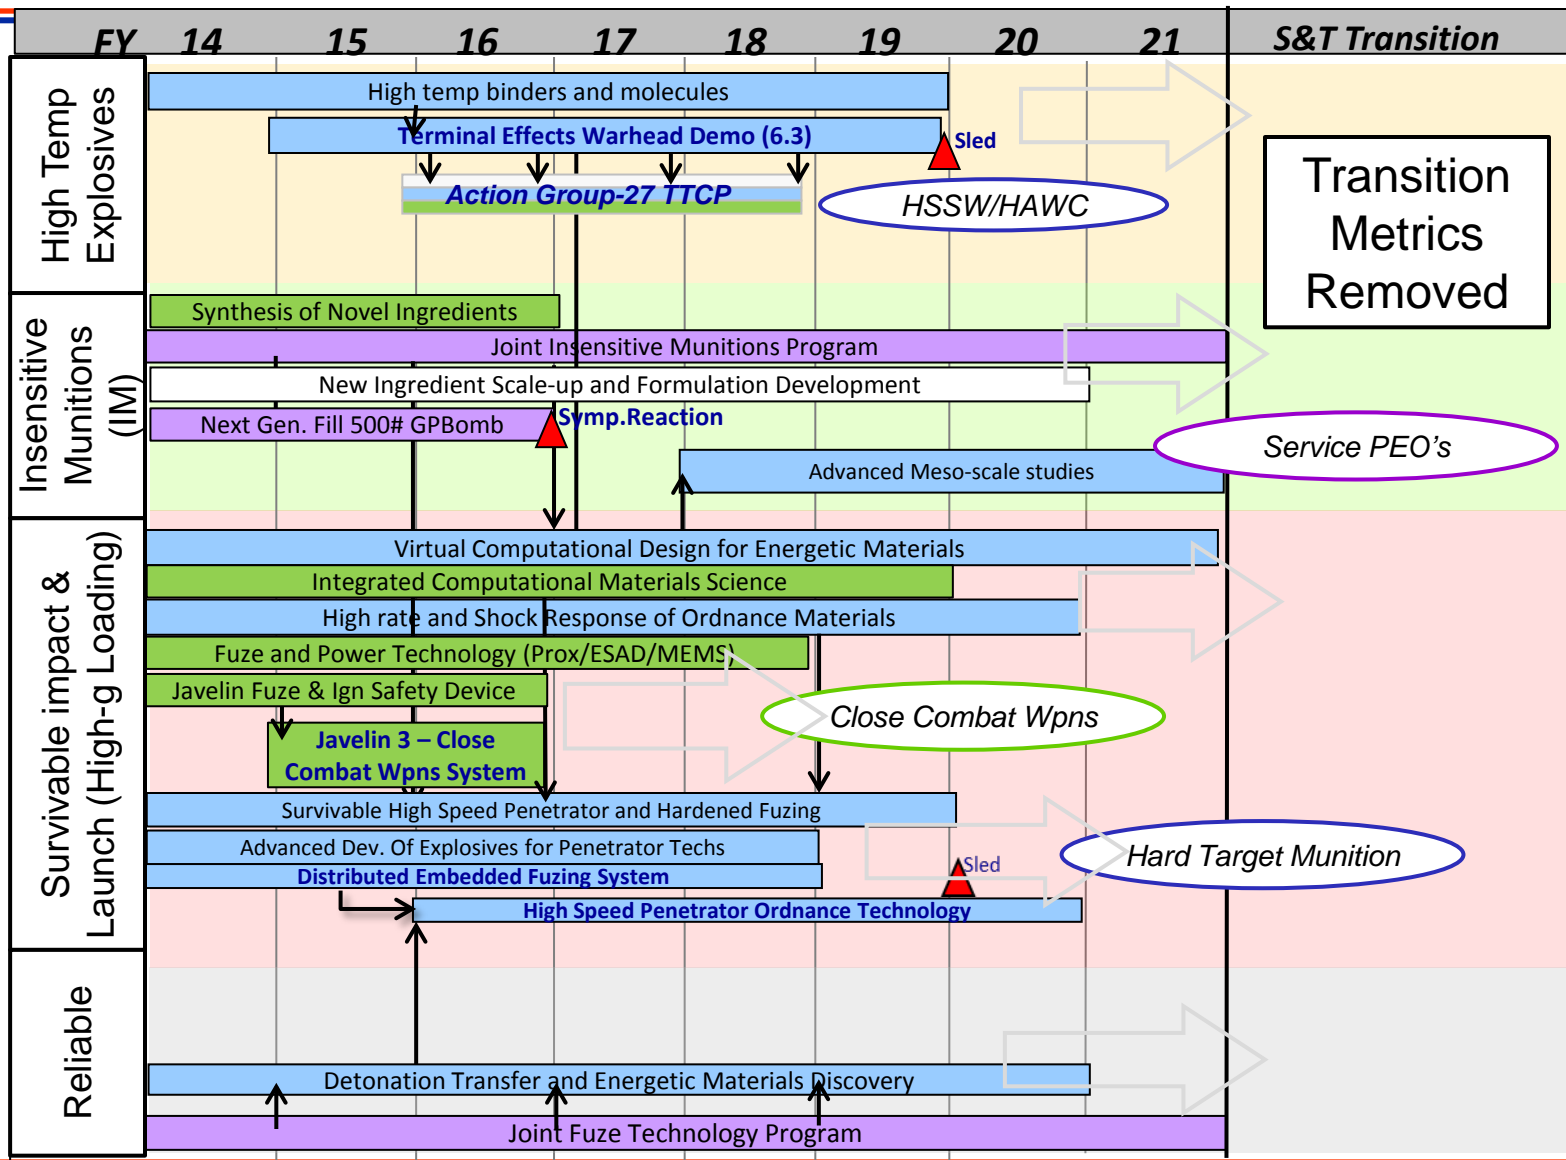 FY 14 15 16 17 18 19 20 21 S&T Transition
High Temp
Explosives
High temp binders and molecules
Terminal Effects Warhead Demo (6.3)
Sled
Action Group-27 TTCP
HSSW/HAWC
Transition
Metrics
Removed
Insensitive
Munitions
(IM)
Synthesis of Novel Ingredients
Joint Insensitive Munitions Program
New Ingredient Scale-up and Formulation Development
Next Gen. Fill 500# GPBomb
Symp.Reaction
Service PEO's
Advanced Meso-scale studies
Survivable impact &
Launch (High-g Loading)
Virtual Computational Design for Energetic Materials
Integrated Computational Materials Science
High rate and Shock Response of Ordnance Materials
Fuze and Power Technology (Prox/ESAD/MEMS)
Javelin Fuze & Ign Safety Device
Close Combat Wpns
Javelin 3 – Close
Combat Wpns System
Survivable High Speed Penetrator and Hardened Fuzing
Advanced Dev. Of Explosives for Penetrator Techs
Hard Target Munition
Sled
Distributed Embedded Fuzing System
High Speed Penetrator Ordnance Technology
Reliable
Detonation Transfer and Energetic Materials Discovery
Joint Fuze Technology Program